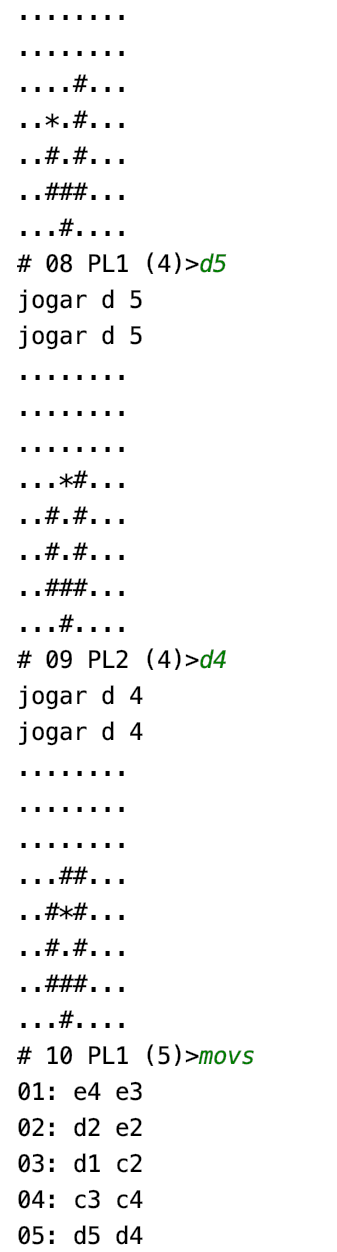 ........
........
....#...
..*.#...
..#.#...
..###...
...#....
# 08 PL1 (4)>d5
jogar d 5
jogar d 5
........
........
........
...*#...
..#.#...
..#.#...
..###...
...#....
# 09 PL2 (4)>d4
jogar d 4
jogar d 4
........
........
........
...##...
..#*#...
..#.#...
..###...
...#....
# 10 PL1 (5)>movs
01: e4 e3
02: d2 e2
03: d1 c2
04: c3 c4
05: d5 d4